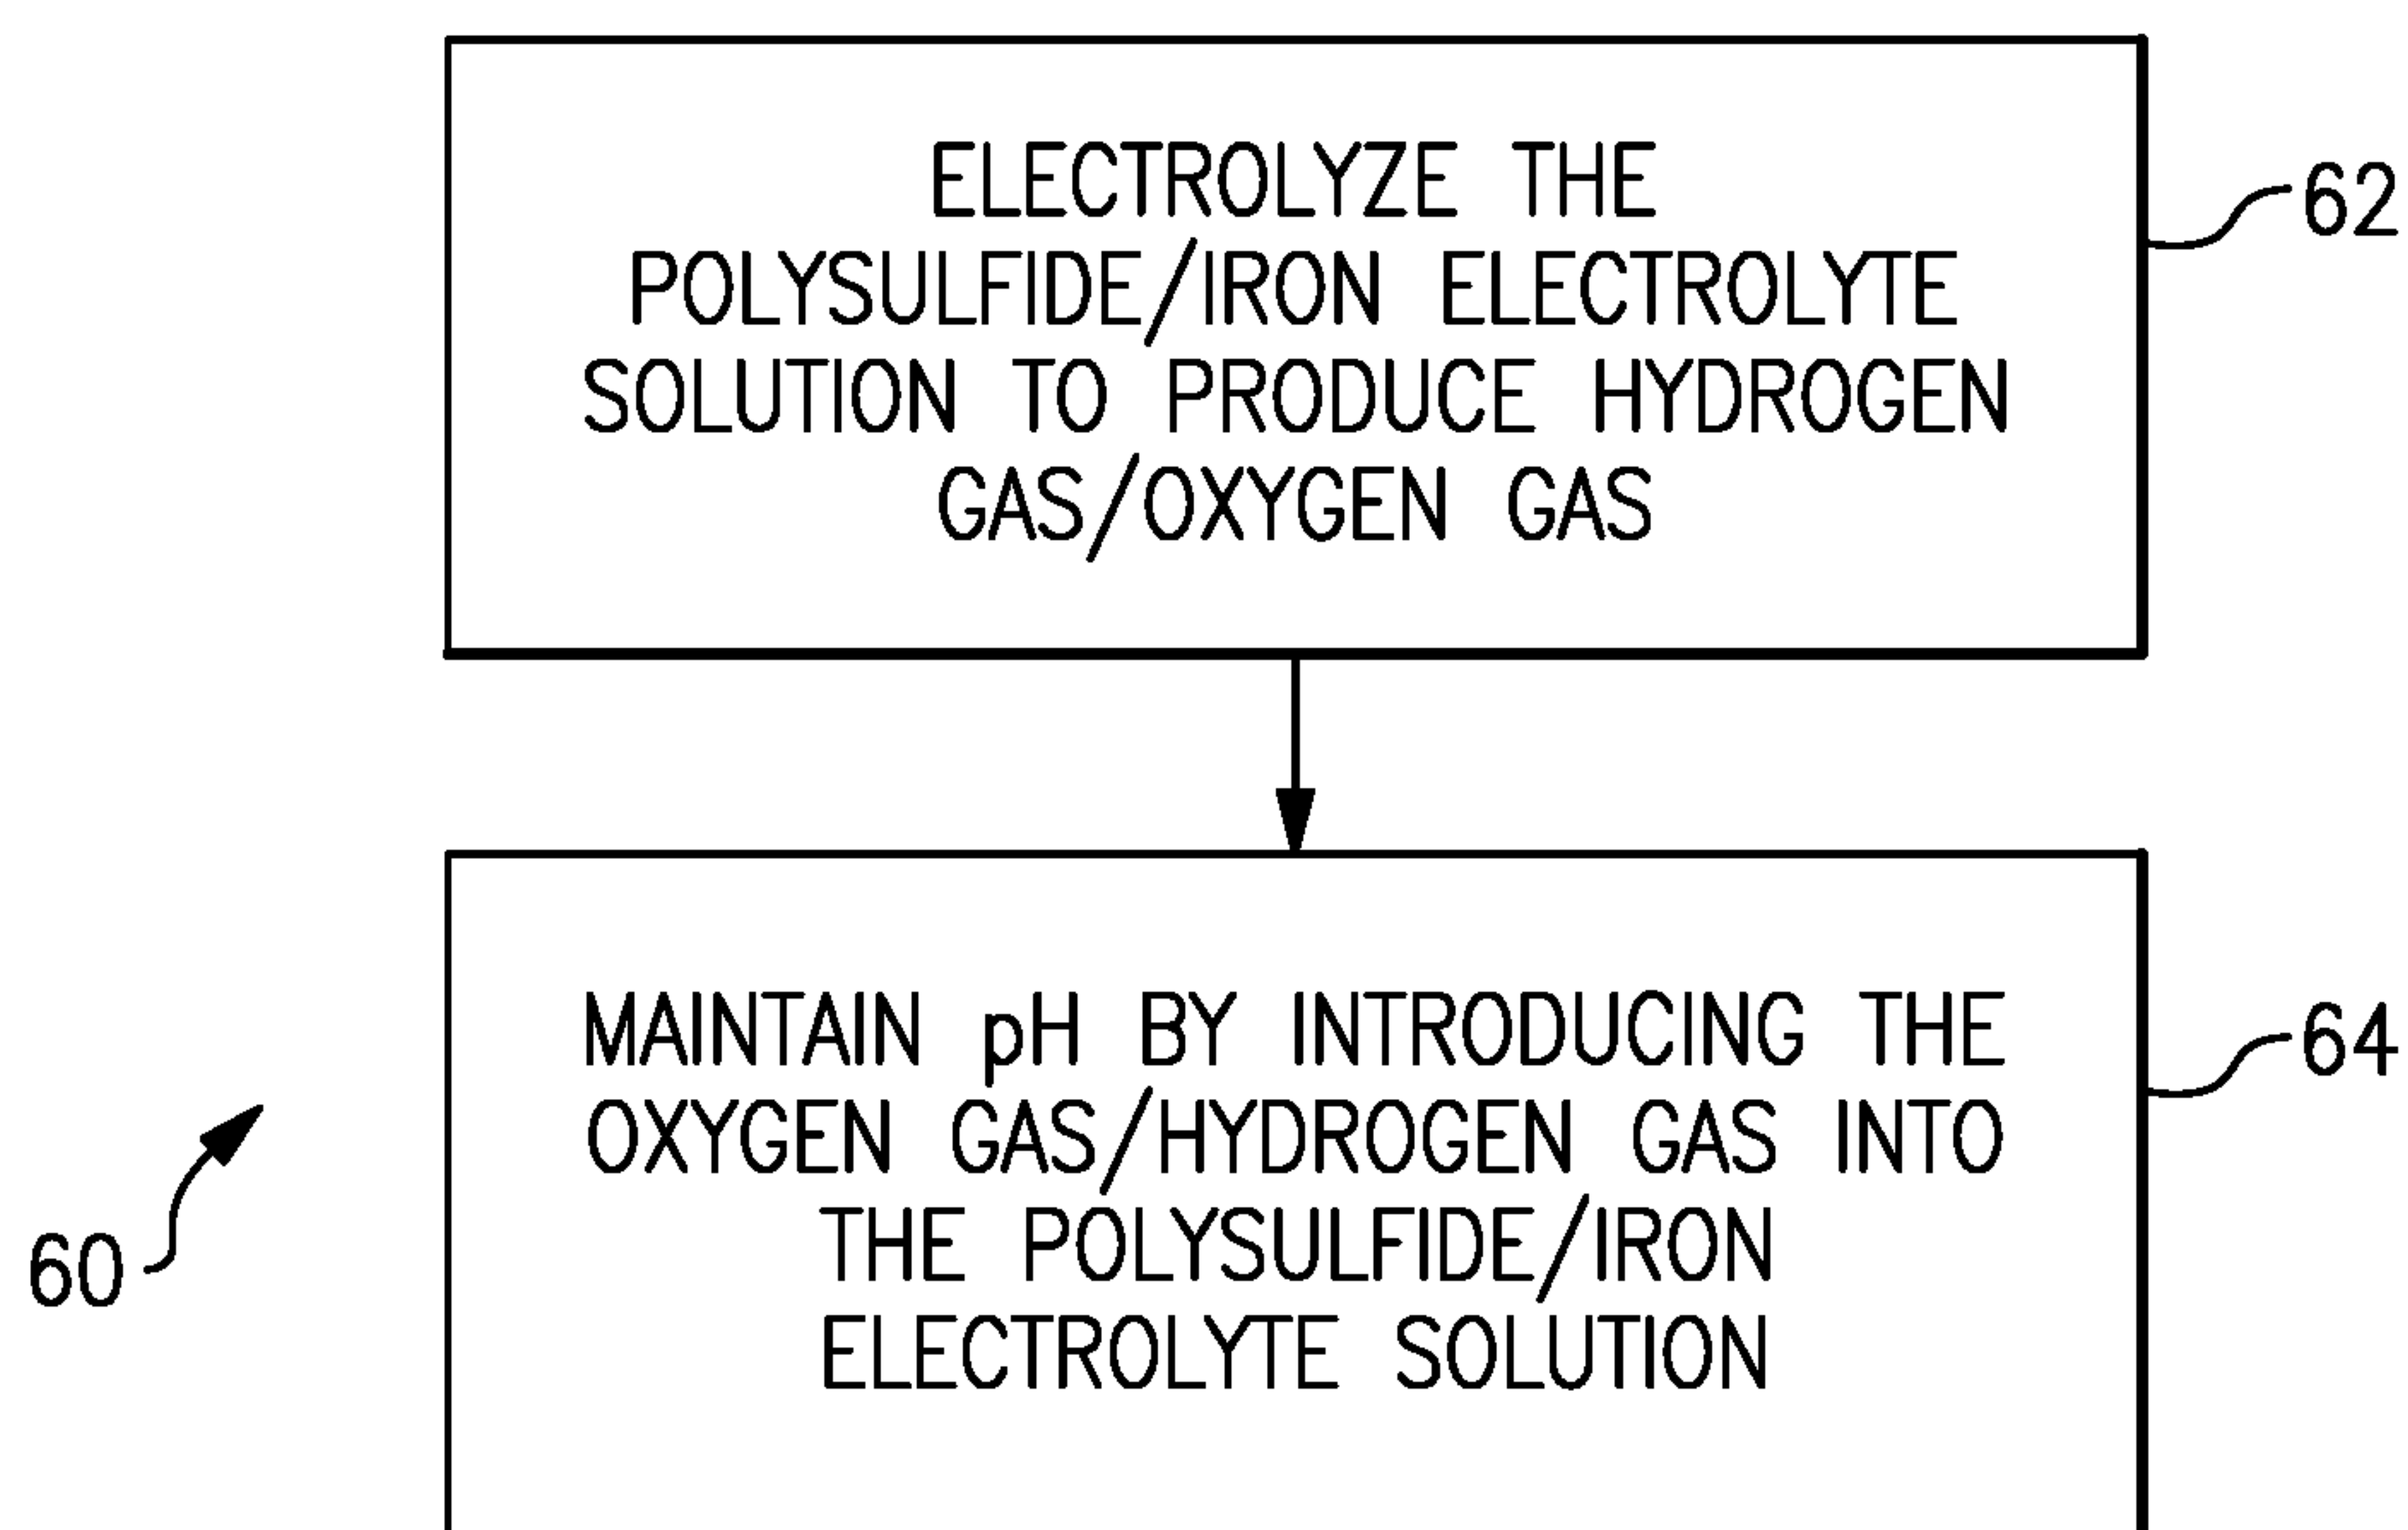 ELECTROLYZE THE
POLYSULFIDE/IRON ELECTROLYTE
SOLUTION TO PRODUCE HYDROGEN
GAS/OXYGEN GAS
62
MAINTAIN pH BY INTRODUCING THE
OXYGEN GAS/HYDROGEN GAS INTO
THE POLYSULFIDE/IRON
ELECTROLYTE SOLUTION
64
60